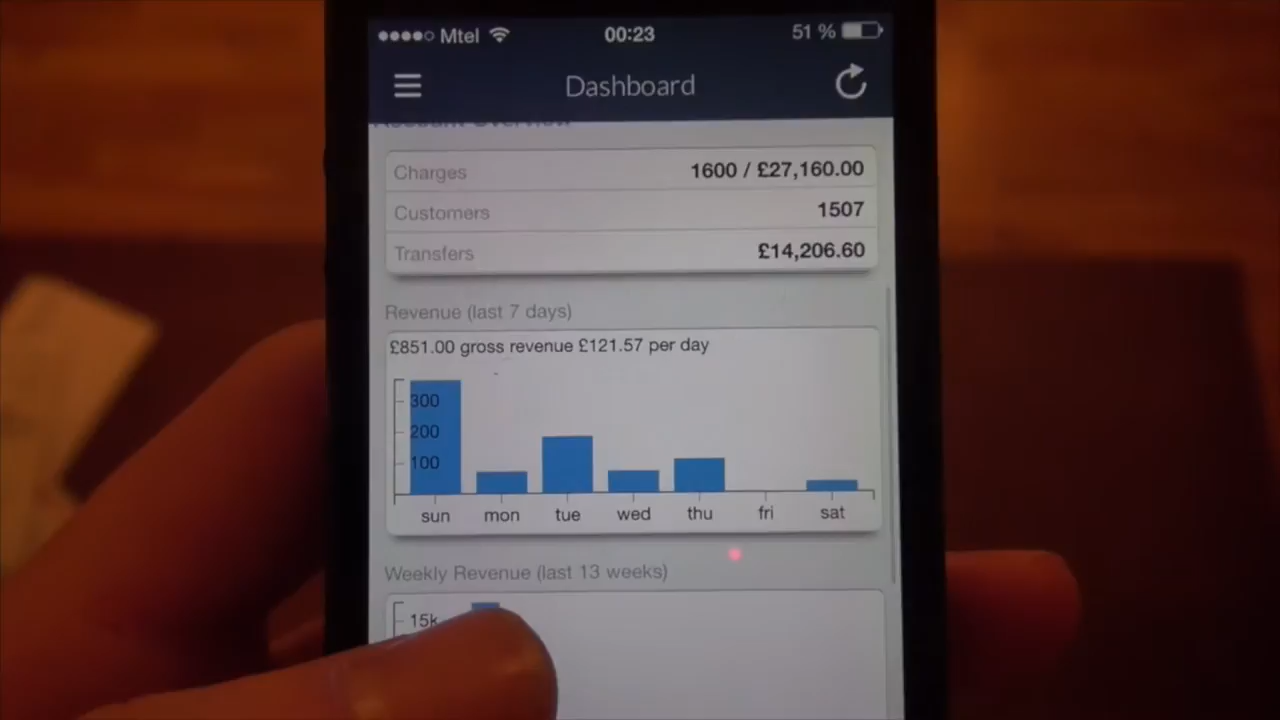 Mtel 00:23 51 %
Dashboard
Account Overview
Charges 1600 / £27,160.00
Customers 1507
Transfers £14,206.60
Revenue (last 7 days)
£851.00 gross revenue £121.57 per day
300
200
100
sun mon tue wed thu fri sat
Weekly Revenue (last 13 weeks)
15k